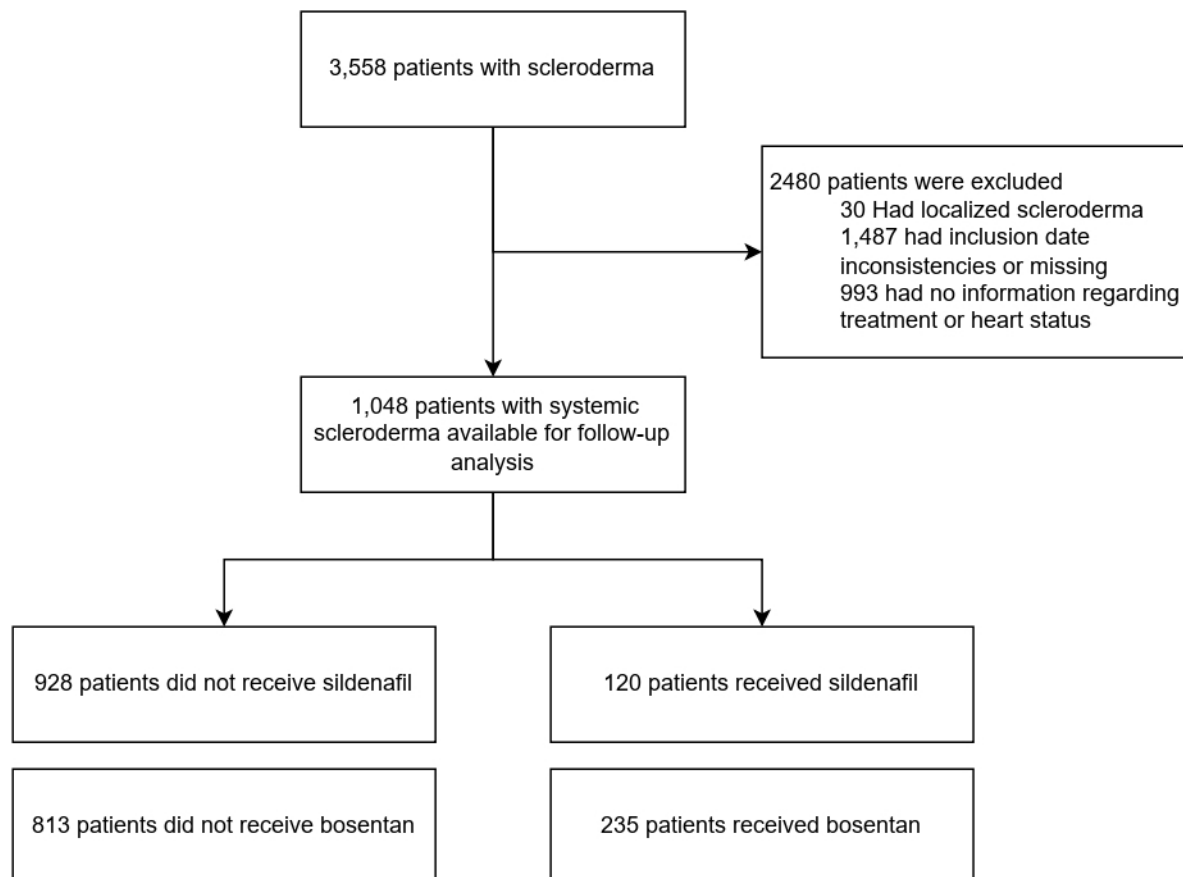 3,558 patients with scleroderma
2480 patients were excluded
30 Had localized scleroderma
1,487 had inclusion date
inconsistencies or missing
993 had no information regarding
treatment or heart status
1,048 patients with systemic
scleroderma available for follow-up
analysis
928 patients did not receive sildenafil
120 patients received sildenafil
813 patients did not receive bosentan
235 patients received bosentan